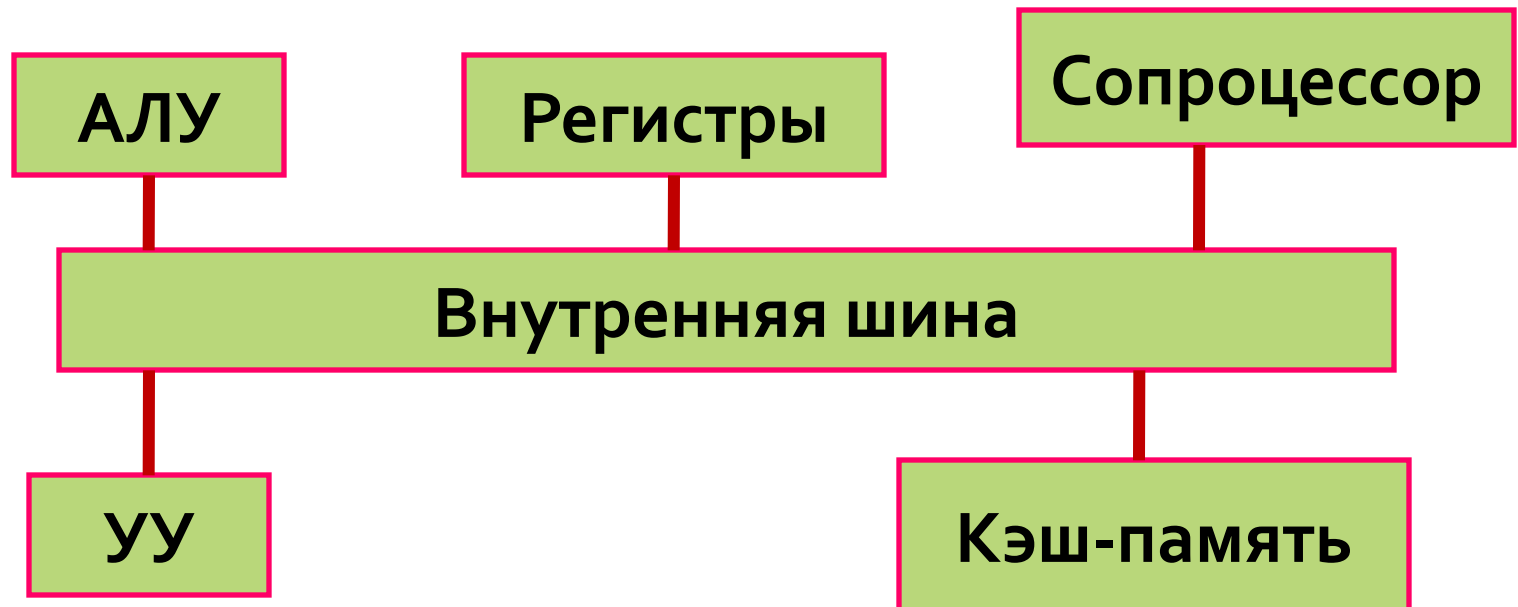 АЛУ
Регистры
Сопроцессор
Внутренняя шина
УУ
Кэш-память